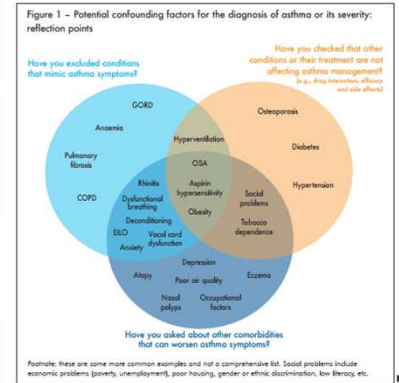 Figure 1 – Potential confounding factors for the diagnosis of asthma or its severity:
reflection points
Have you excluded conditions
that mimic asthma symptoms?
Have you checked that other
conditions or their treatment are not
affecting asthma management?
(e.g., drug interaction, efficacy
and side effects)
GORD
Anaemia
Pulmonary
fibrosis
COPD
Hyperventilation
Osteoporosis
Diabetes
Hypertension
OSA
Aspirin
hypersensitivity
Obesity
Rhinitis
Dysfunctional
breathing
Deconditioning
EILO
Vocal cord
dysfunction
Anxiety
Social
problems
Tobacco
dependence
Depression
Atopy
Poor air quality
Eczema
Nasal
polyps
Occupational
factors
Have you asked about other comorbidities
that can worsen asthma symptoms?
Footnote: these are some more common examples and not a comprehensive list. Social problems include
economic problems (poverty, unemployment), poor housing, gender or ethnic discrimination, low literacy, etc.